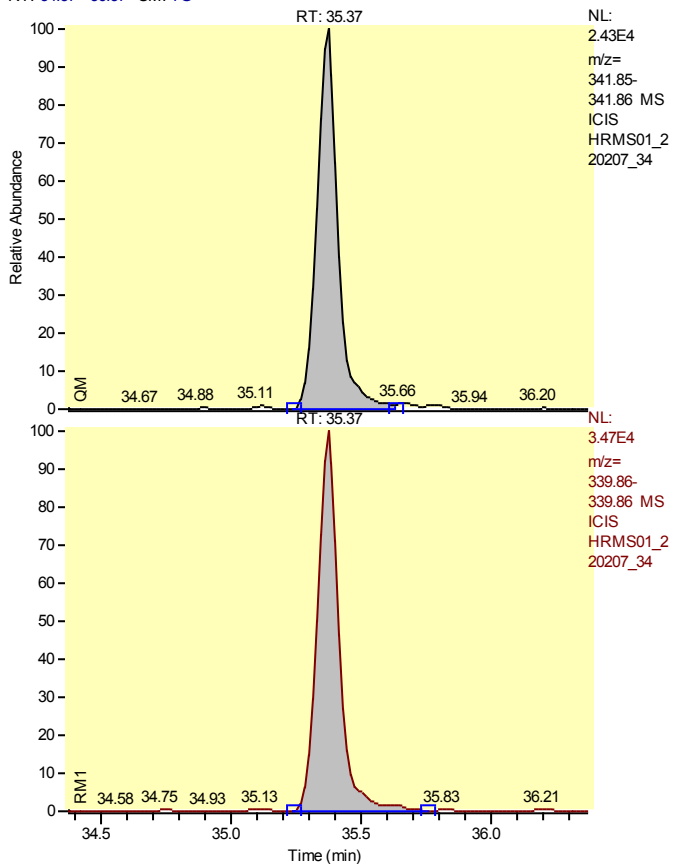 RT: 35.37
NL:
2.43E4
m/z=
341.85-
341.86 MS
ICIS
HRMS01_2
20207_34
100
90
80
70
60
50
40
30
20
10
0
Relative Abundance
QM
34.67 34.88 35.11 35.66 35.94 36.20
RT: 35.37
NL:
3.47E4
m/z=
339.86-
339.86 MS
ICIS
HRMS01_2
20207_34
100
90
80
70
60
50
40
30
20
10
0
RM1
34.58 34.75 34.93 35.13 35.83 36.21
34.5 35.0 35.5 36.0
Time (min)